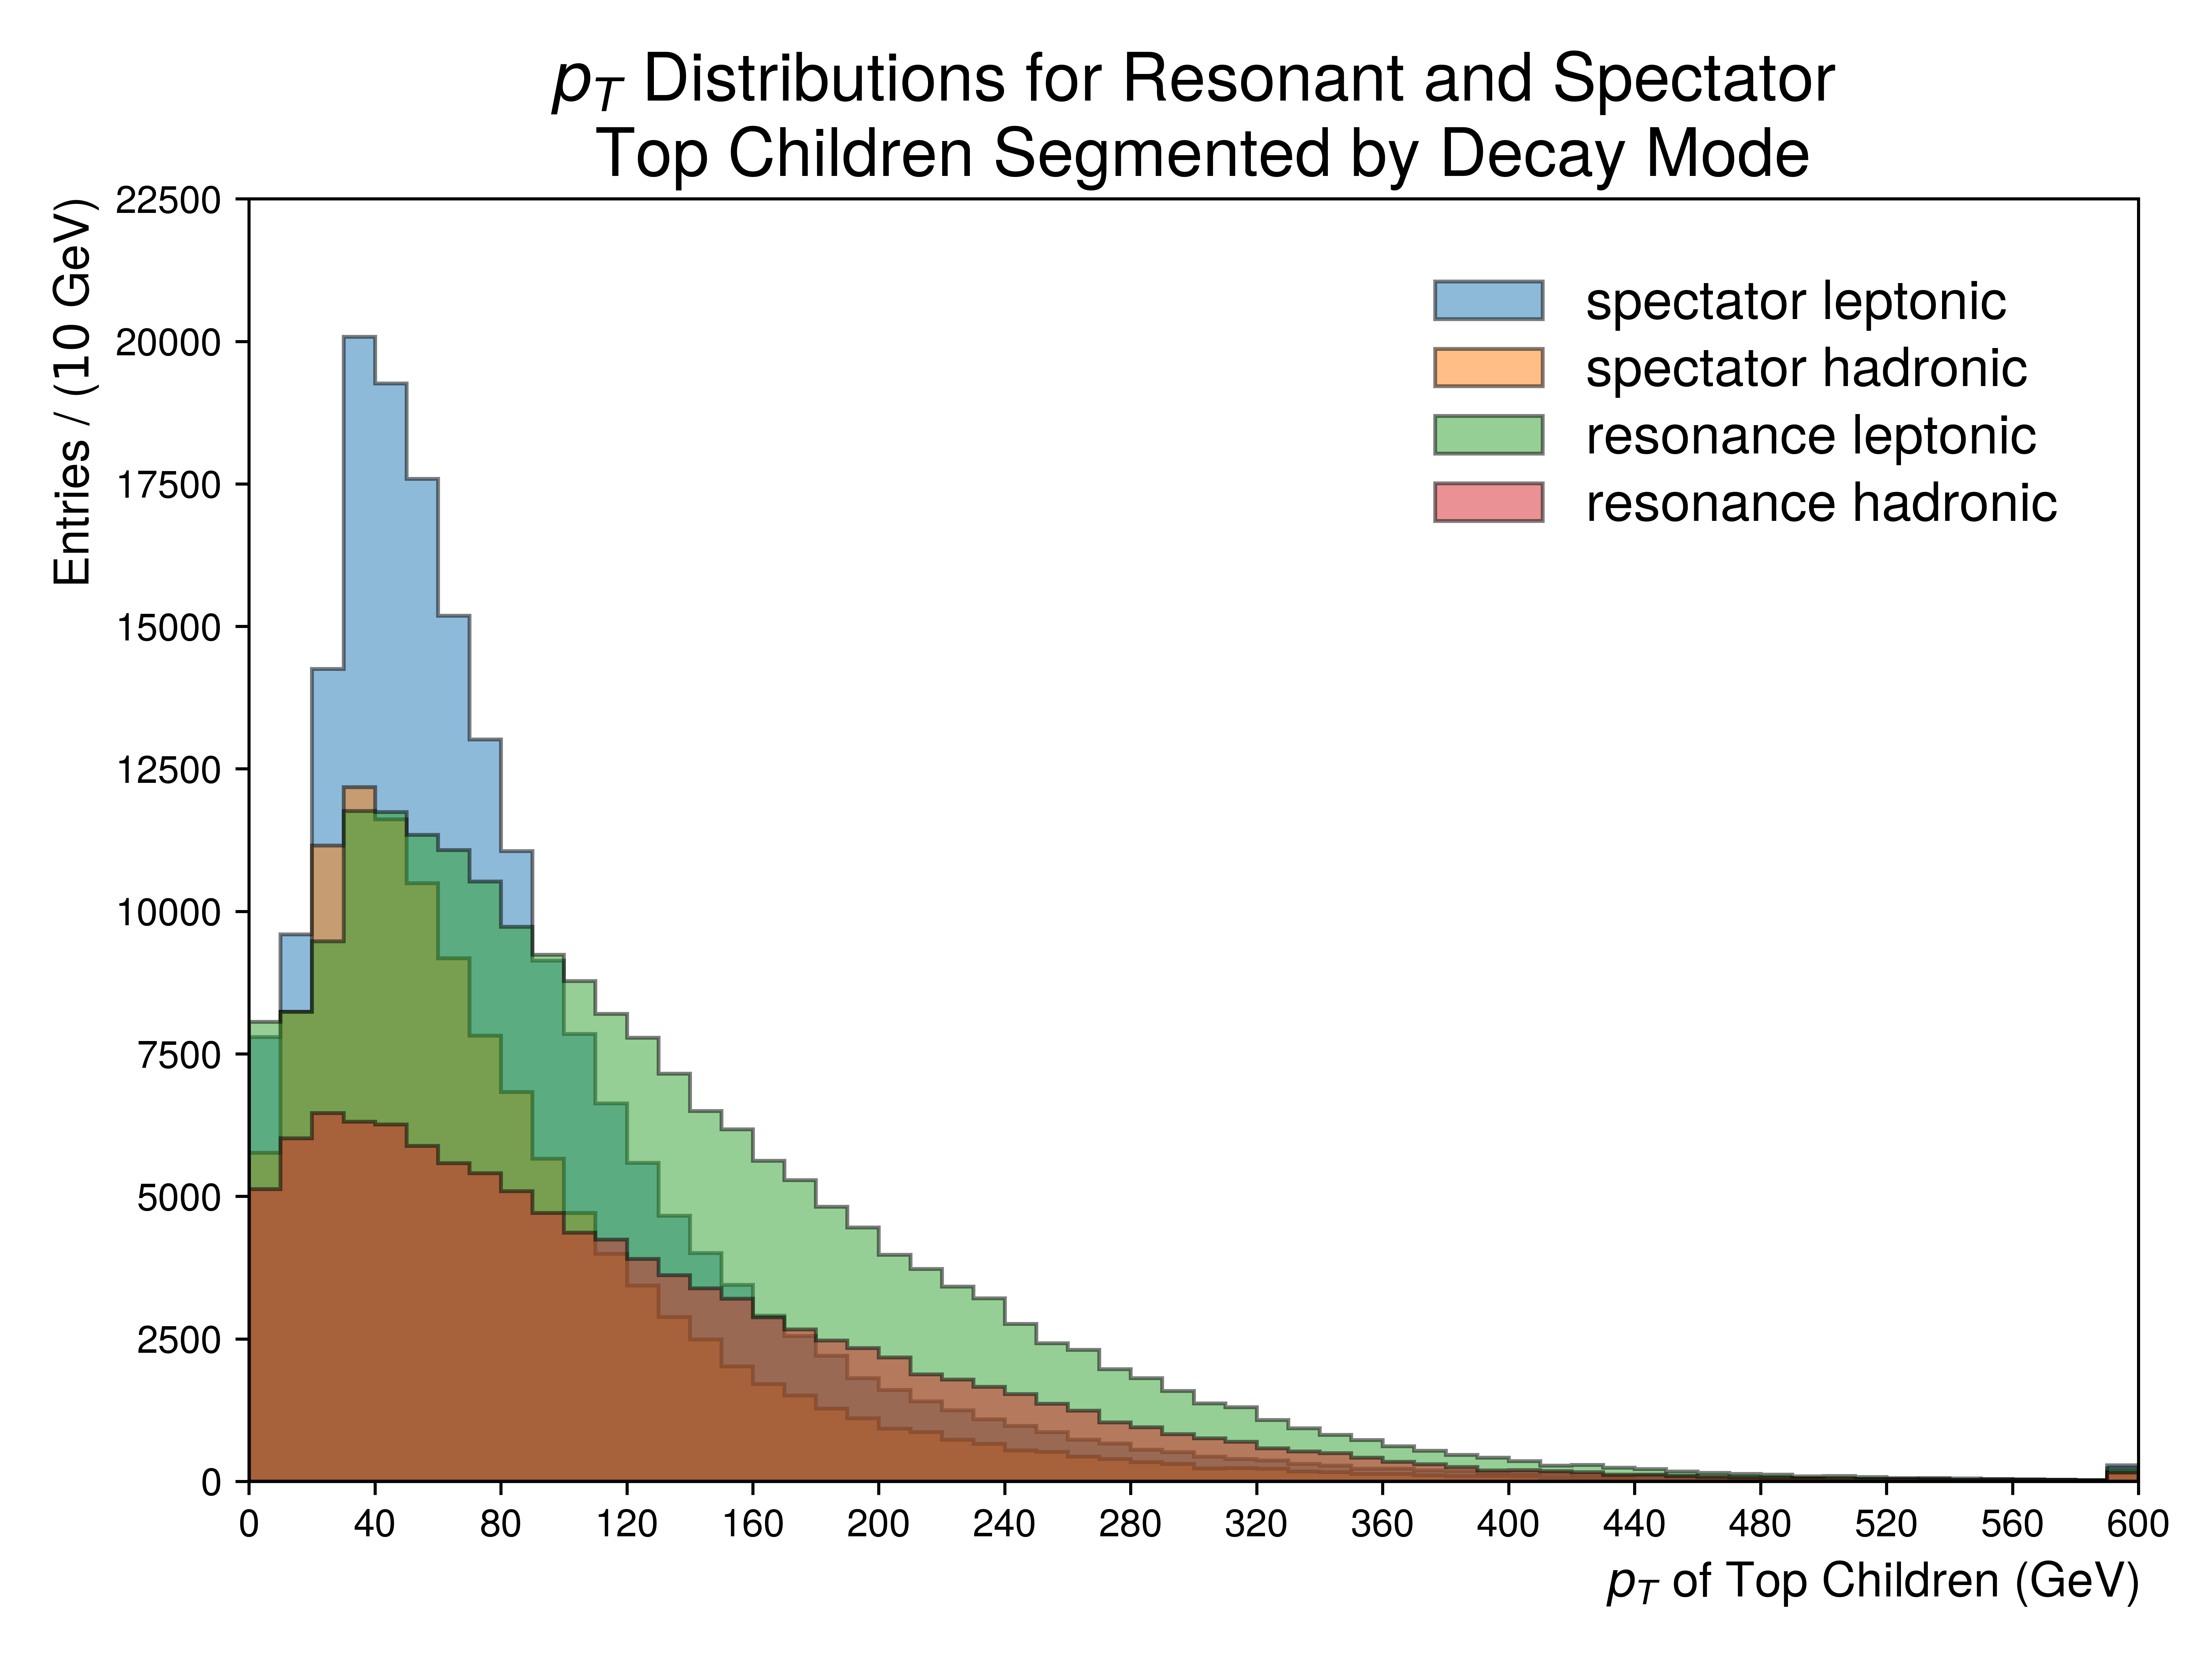 pT Distributions for Resonant and Spectator
Top Children Segmented by Decay Mode
Entries / (10 GeV)
22500
20000
17500
15000
12500
10000
7500
5000
2500
0
spectator leptonic
spectator hadronic
resonance leptonic
resonance hadronic
0 40 80 120 160 200 240 280 320 360 400 440 480 520 560 600
pT of Top Children (GeV)